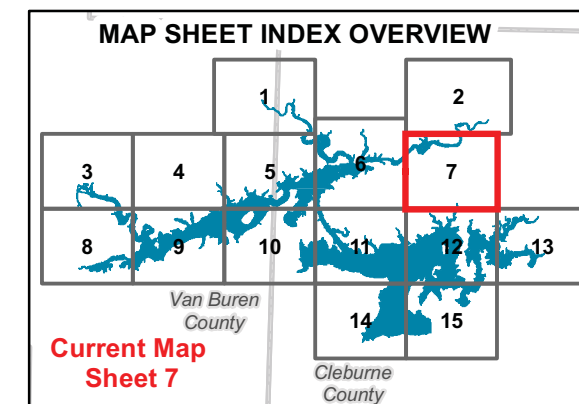 MAP SHEET INDEX OVERVIEW
1
2
3
4
5
6
7
8
9
10
11
12
13
Van Buren
County
14
15
Current Map
Sheet 7
Cleburne
County